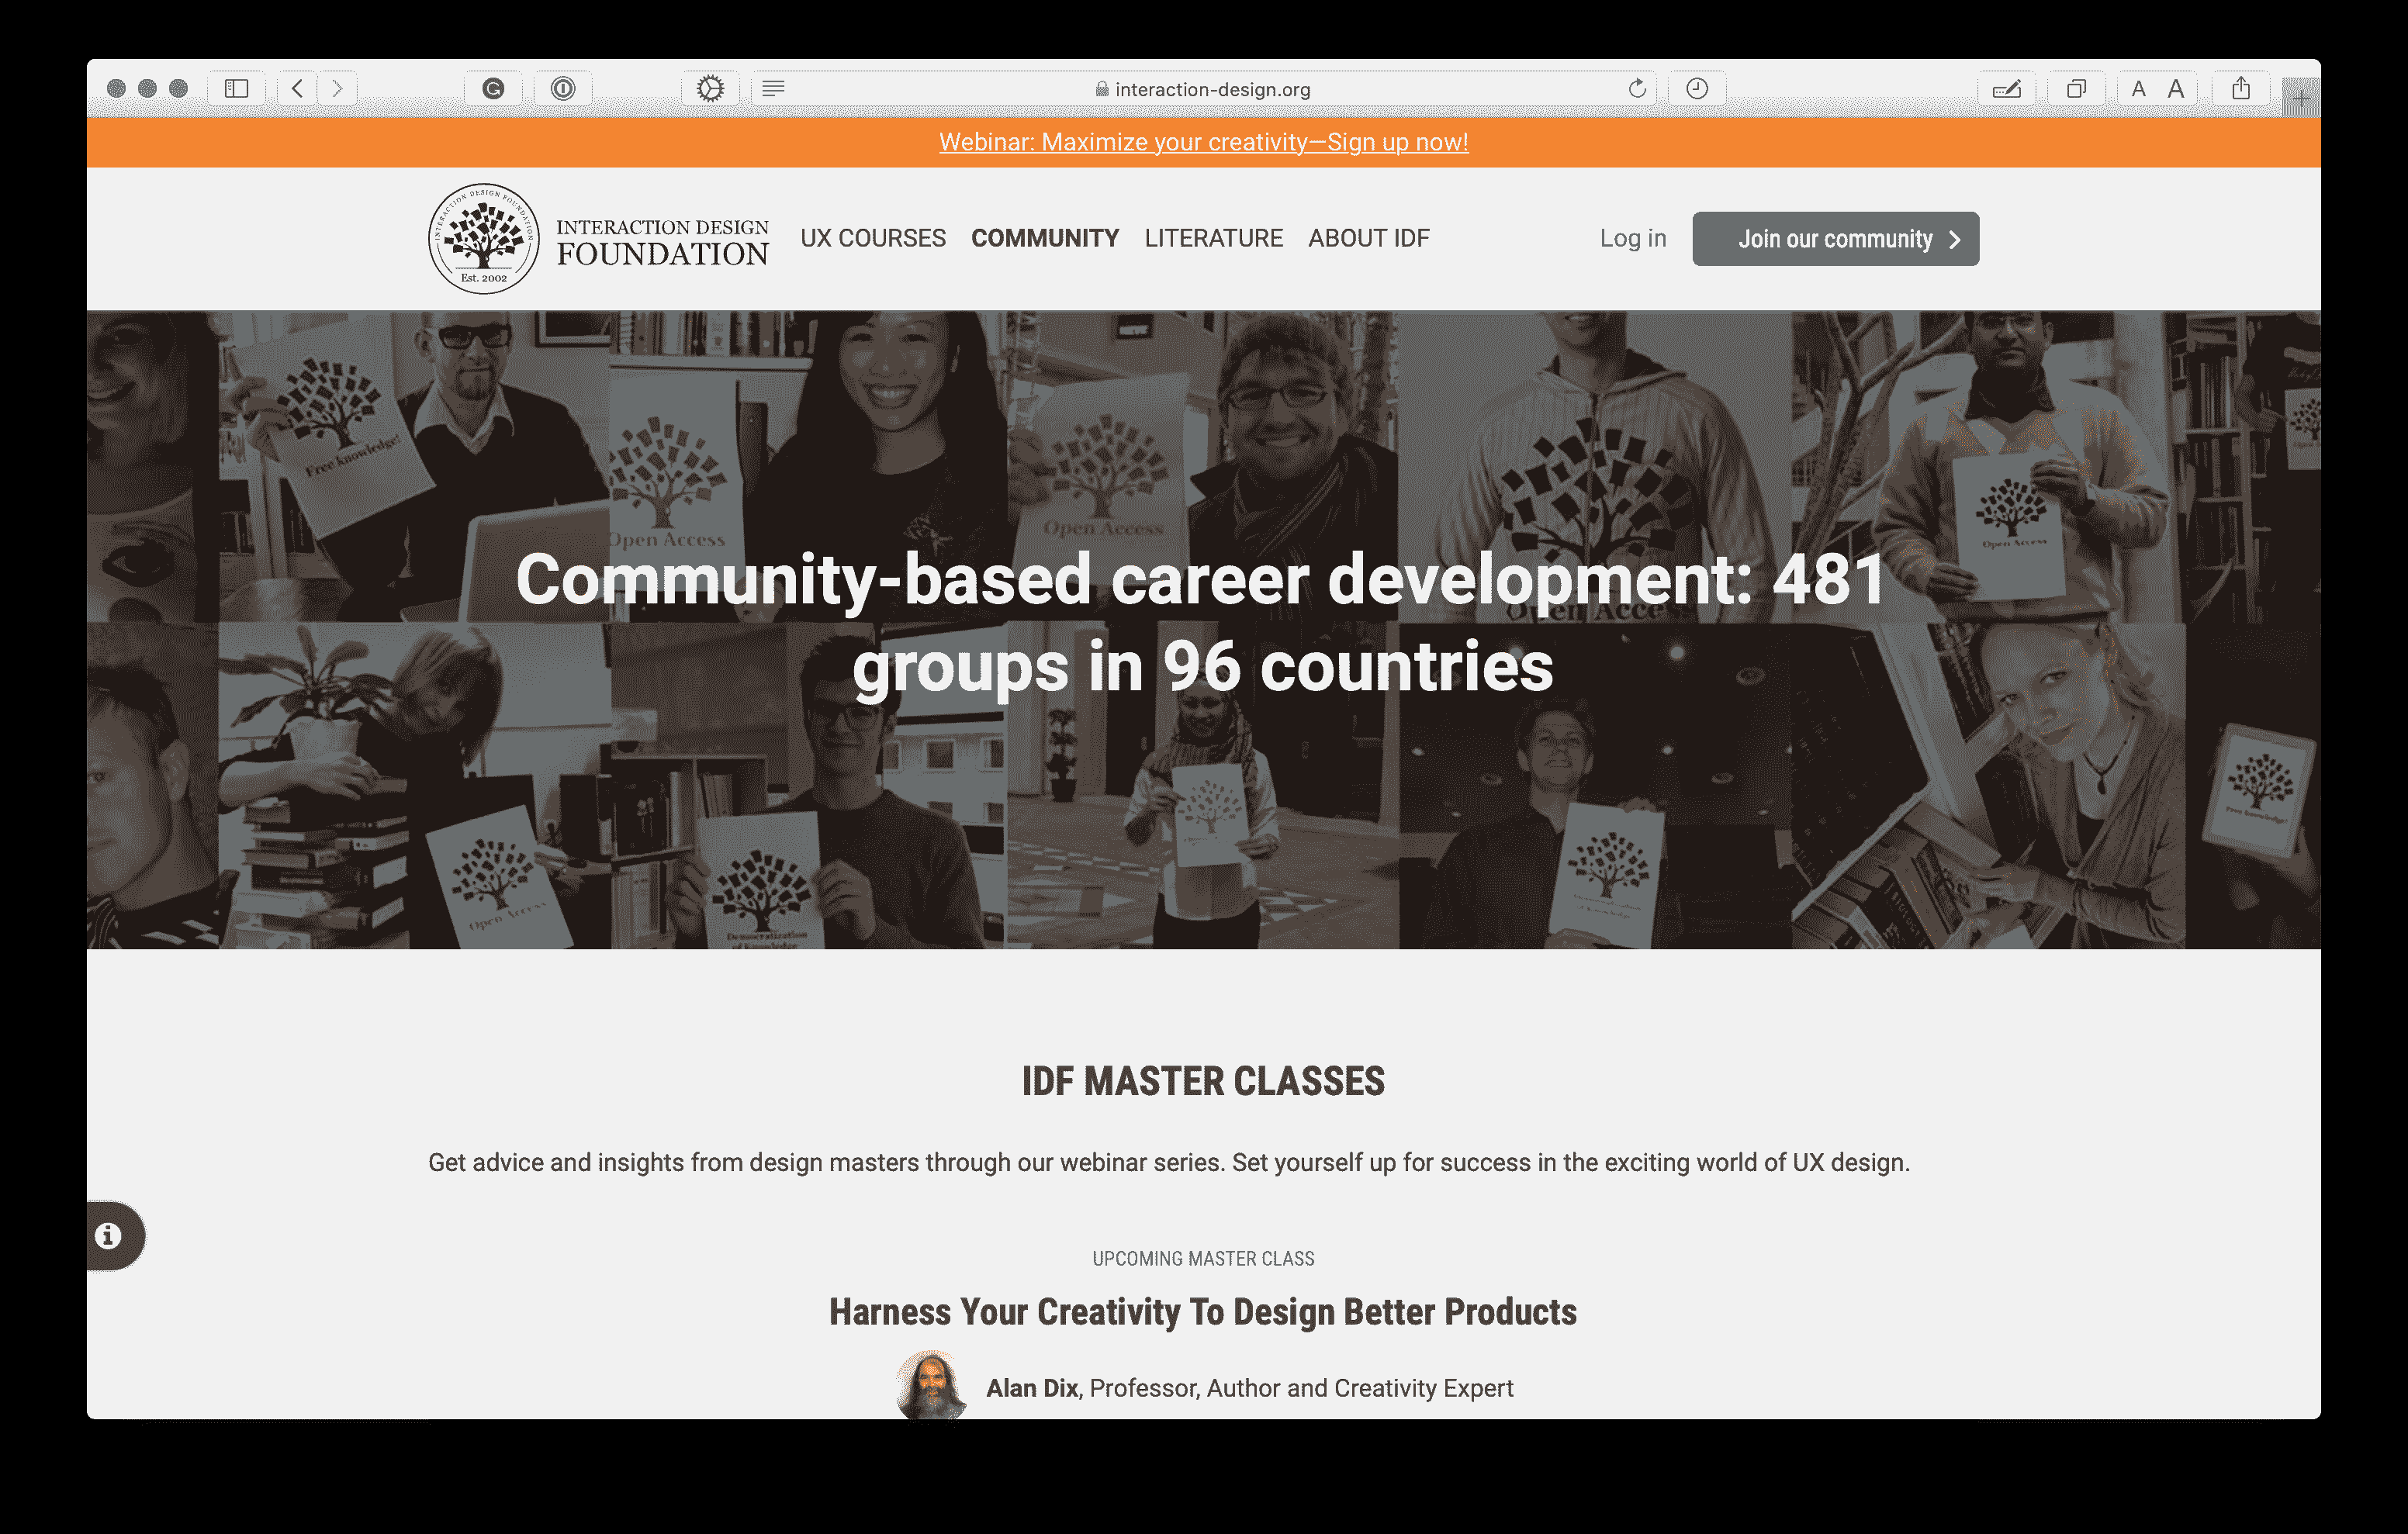 interaction-design.org
A A
Webinar: Maximize your creativity—Sign up now!
INTERACTION DESIGN FOUNDATION
Est. 2002
INTERACTION DESIGN
FOUNDATION
UX COURSES COMMUNITY LITERATURE ABOUT IDF
Log in
Join our community
Free knowledge!
Open Access
Open Access
Open Access
Open Access
Community-based career development: 481
groups in 96 countries
Open Access
Democratization
of Knowledge
Free knowledge!
IDF MASTER CLASSES
Get advice and insights from design masters through our webinar series. Set yourself up for success in the exciting world of UX design.
UPCOMING MASTER CLASS
Harness Your Creativity To Design Better Products
Alan Dix, Professor, Author and Creativity Expert